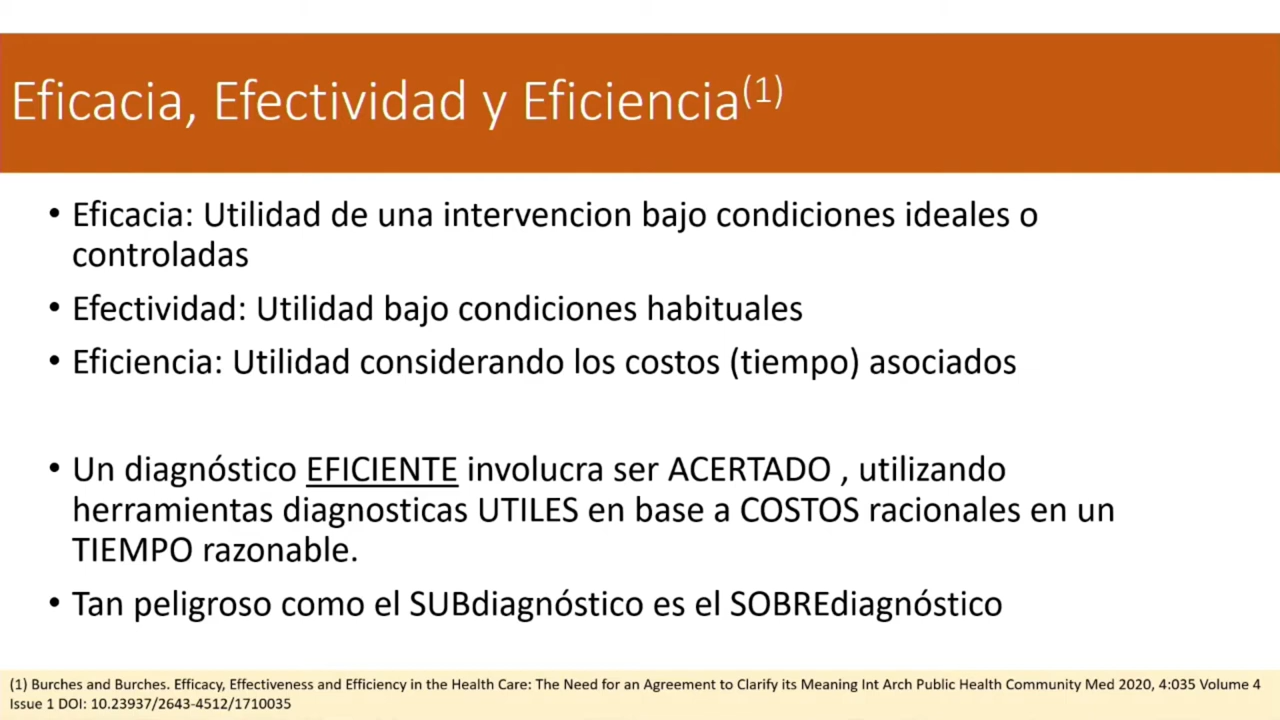 Eficacia, Efectividad y Eficiencia(1)
• Eficacia: Utilidad de una intervencion bajo condiciones ideales o
controladas
• Efectividad: Utilidad bajo condiciones habituales
• Eficiencia: Utilidad considerando los costos (tiempo) asociados
• Un diagnóstico EFICIENTE involucra ser ACERTADO , utilizando
herramientas diagnosticas UTILES en base a COSTOS racionales en un
TIEMPO razonable.
• Tan peligroso como el SUBdiagnóstico es el SOBREdiagnóstico
(1) Burches and Burches. Efficacy, Effectiveness and Efficiency in the Health Care: The Need for an Agreement to Clarify its Meaning Int Arch Public Health Community Med 2020, 4:035 Volume 4
Issue 1 DOI: 10.23937/2643-4512/1710035